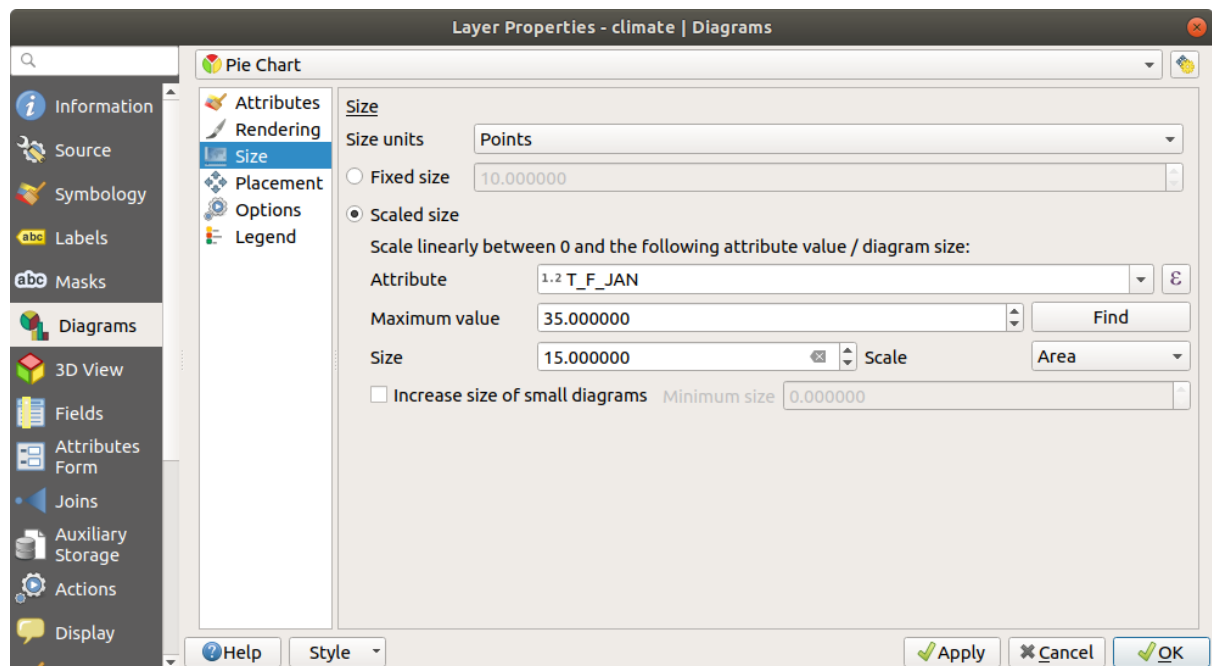 Layer Properties - climate | Diagrams
Pie Chart
Information
Source
Symbology
abc Labels
abc Masks
Diagrams
3D View
Fields
Attributes
Form
Joins
Auxiliary
Storage
Actions
Display
Attributes
Rendering
Size
Placement
Options
Legend
Size
Size units Points
Fixed size 10.000000
Scaled size
Scale linearly between 0 and the following attribute value / diagram size:
Attribute 1.2 T_F_JAN ε
Maximum value 35.000000 Find
Size 15.000000 Scale Area
Increase size of small diagrams Minimum size 0.000000
Help Style Apply Cancel OK